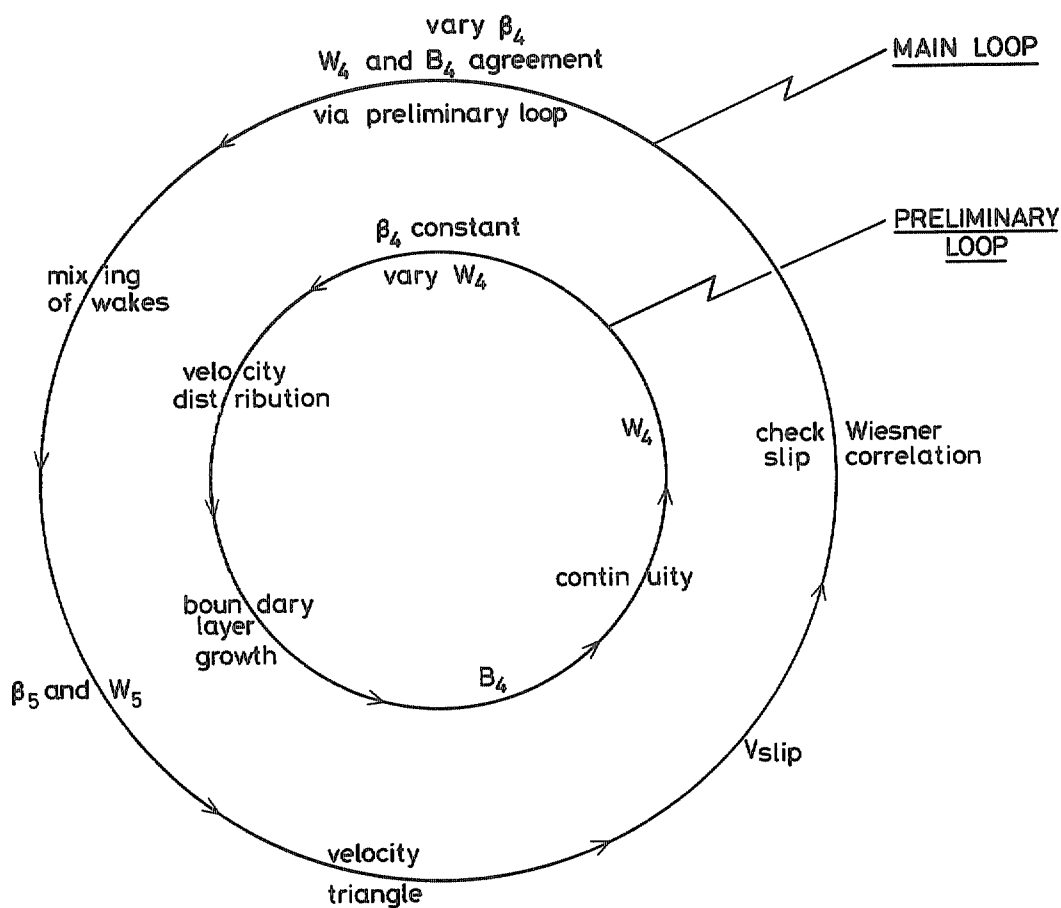 vary β₄
W₄ and B₄ agreement
via preliminary loop
MAIN LOOP
PRELIMINARY
LOOP
β₄ constant
vary W₄
mixing
of wakes
velocity
distribution
W₄
check Wiesner
slip correlation
continuity
boundary
layer
growth
B₄
β₅ and W₅
Vslip
velocity
triangle